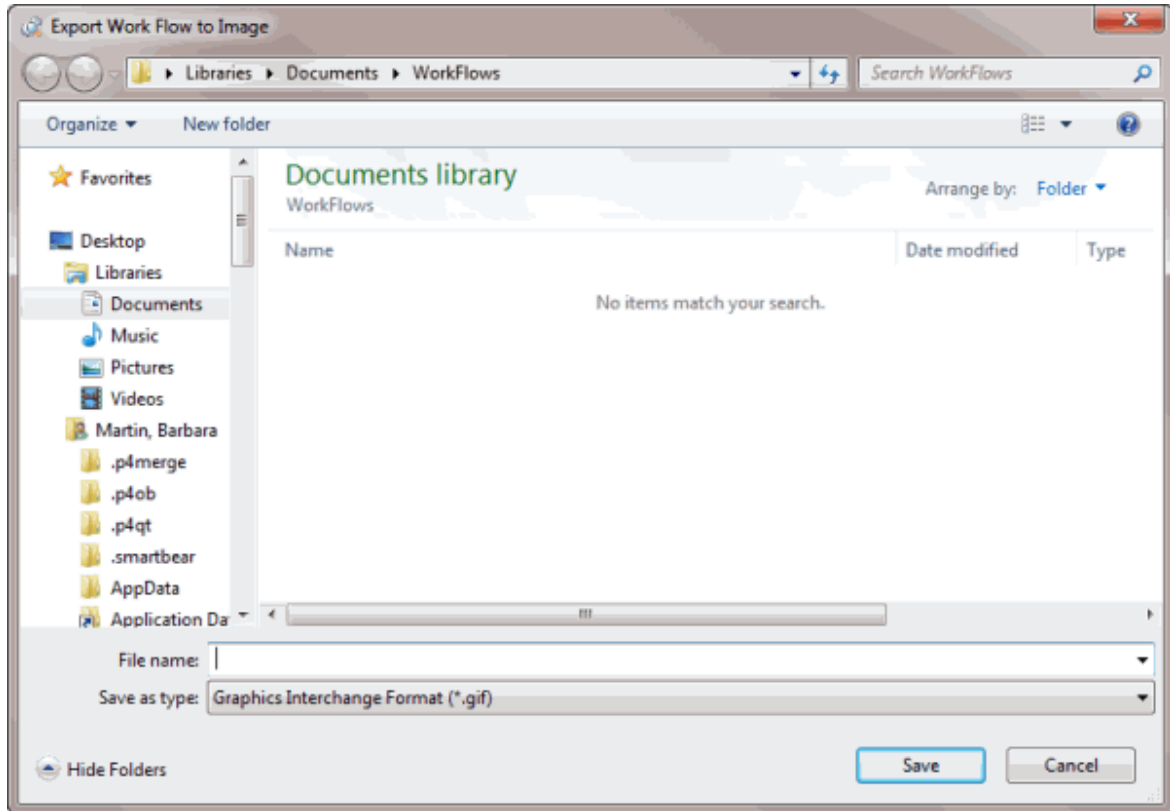 Export Work Flow to Image
Libraries Documents WorkFlows Search WorkFlows
Organize New folder
Favorites
Desktop
Libraries
Documents
Music
Pictures
Videos
Martin, Barbara
.p4merge
.p4ob
.p4qt
.smartbear
AppData
Application Da
Documents library
WorkFlows
Arrange by: Folder
Name Date modified Type
No items match your search.
File name:
Save as type: Graphics Interchange Format (*.gif)
Hide Folders Save Cancel